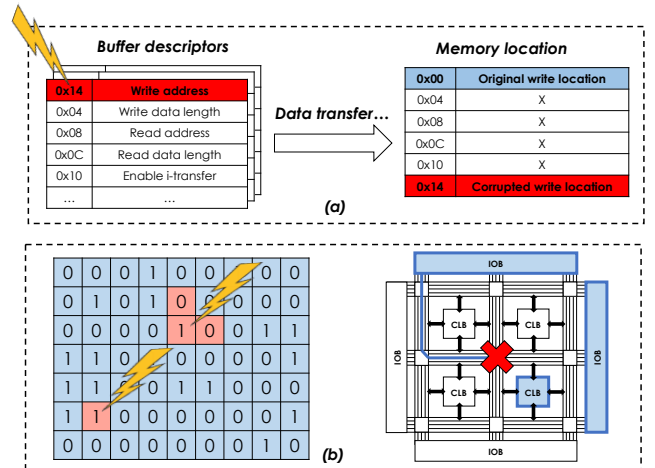 Buffer descriptors
Memory location
0x14 Write address
0x04 Write data length
0x08 Read address
0x0C Read data length
0x10 Enable i-transfer
... ...
Data transfer...
0x00 Original write location
0x04 X
0x08 X
0x0C X
0x10 X
0x14 Corrupted write location
(a)
0 0 0 1 0 0 0 0
0 1 0 1 0 0 0 0
0 0 0 0 1 0 0 1 1
1 1 0 0 0 0 0 1
1 1 0 0 1 1 0 0 0
1 1 0 0 0 0 0 0 1
0 0 0 0 0 0 0 1 0
IOB
IOB
CLB CLB
IOB
CLB CLB
IOB
(b)